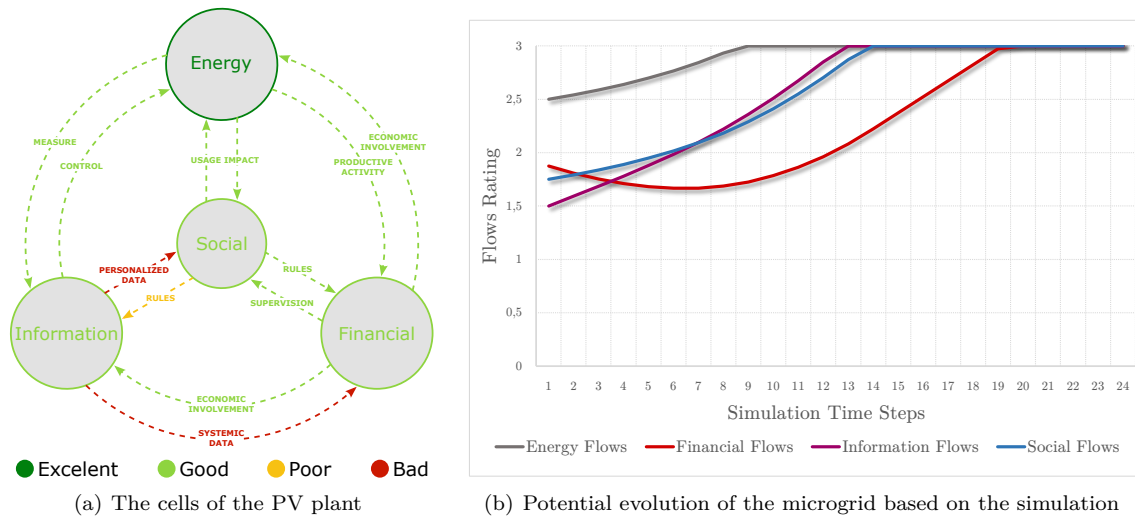 Energy
MEASURE
CONTROL
USAGE IMPACT
ECONOMIC
INVOLVEMENT
PRODUCTIVE
ACTIVITY
Social
PERSONALIZED
DATA
RULES
RULES
SUPERVISION
Information
Financial
ECONOMIC
INVOLVEMENT
SYSTEMIC
DATA
Excelent Good Poor Bad
(a) The cells of the PV plant
Flows Rating
3
2,5
2
1,5
1
0,5
0
1 2 3 4 5 6 7 8 9 10 11 12 13 14 15 16 17 18 19 20 21 22 23 24
Simulation Time Steps
Energy Flows Financial Flows Information Flows Social Flows
(b) Potential evolution of the microgrid based on the simulation